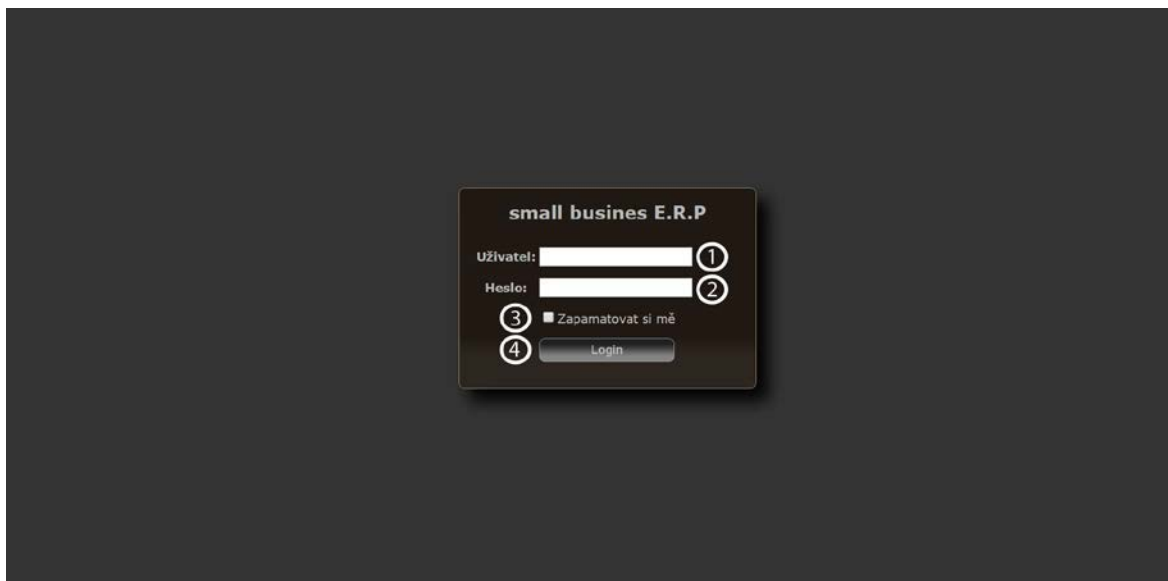 small busines E.R.P
Uživatel: 1
Heslo: 2
3 Zapamatovat si mě
4 Login